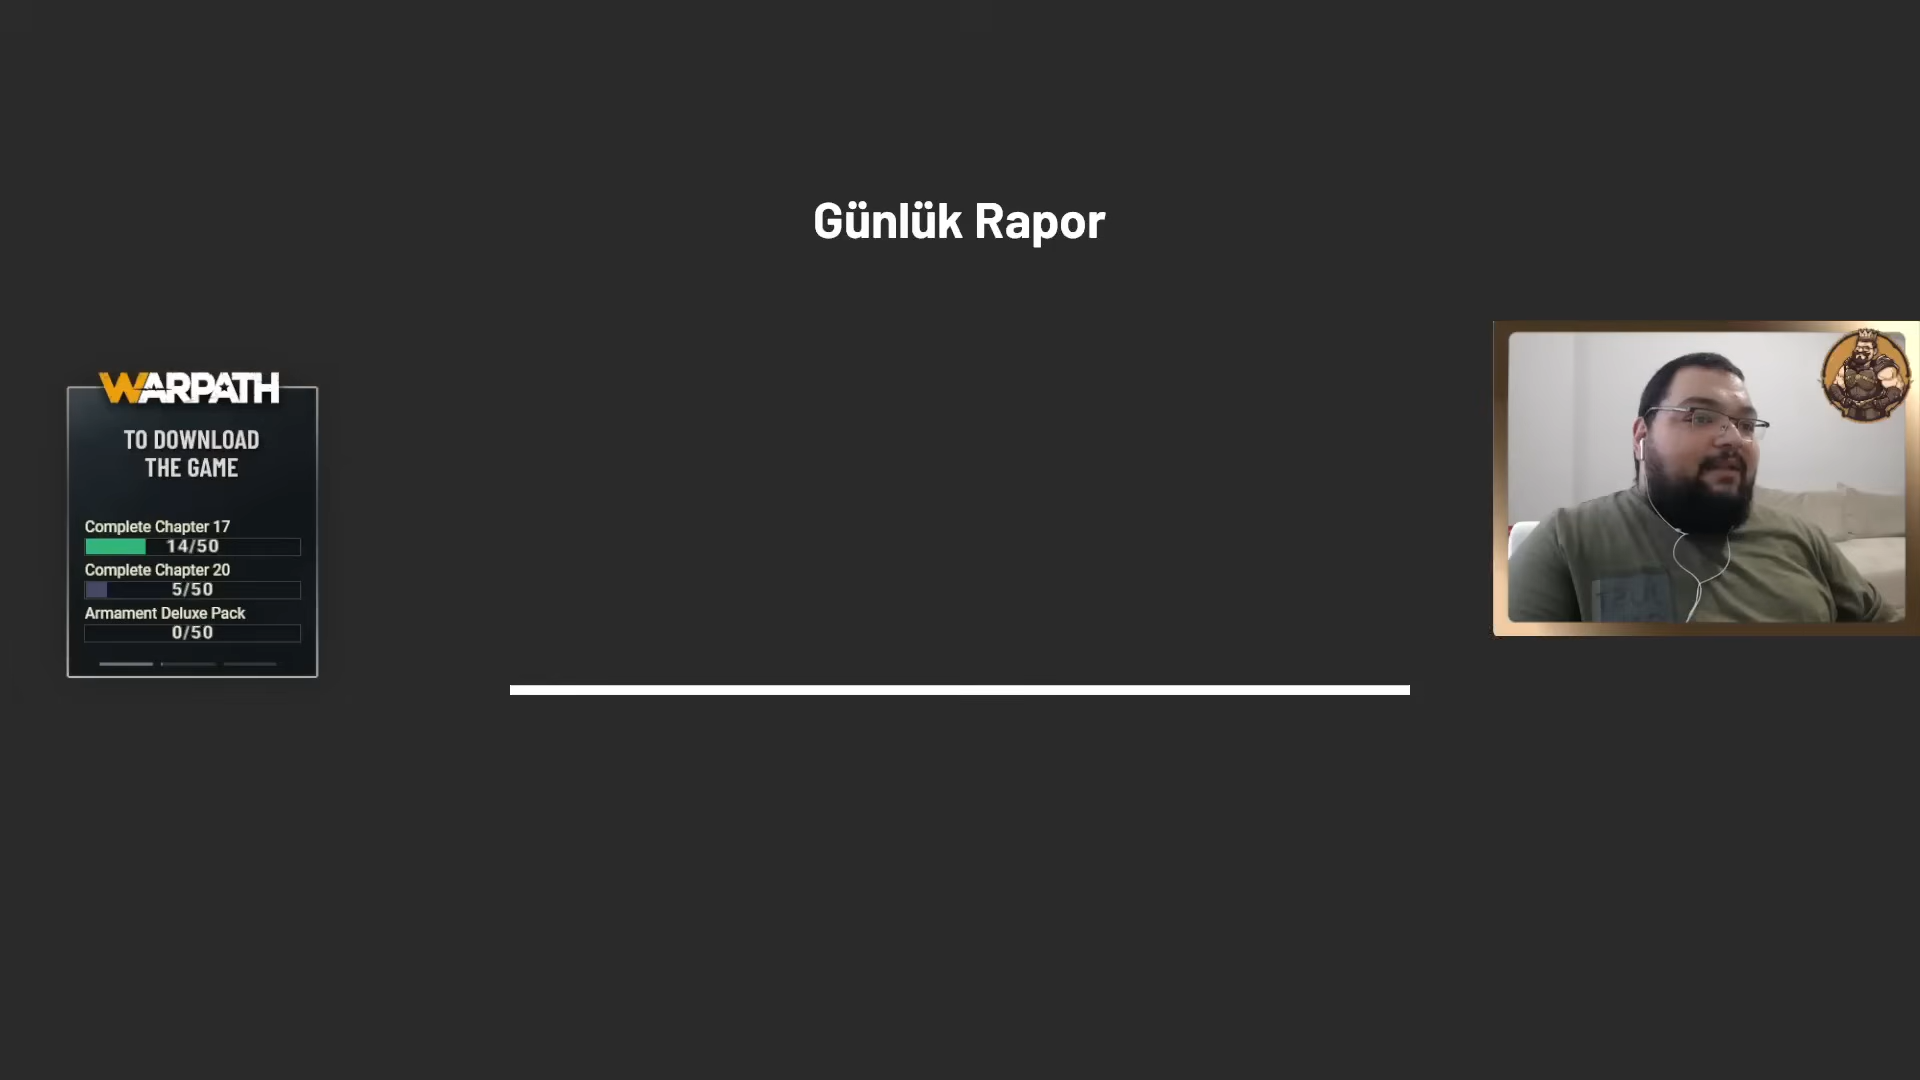 Günlük Rapor
WARPATH
TO DOWNLOAD
THE GAME
Complete Chapter 17
14/50
Complete Chapter 20
5/50
Armament Deluxe Pack
0/50